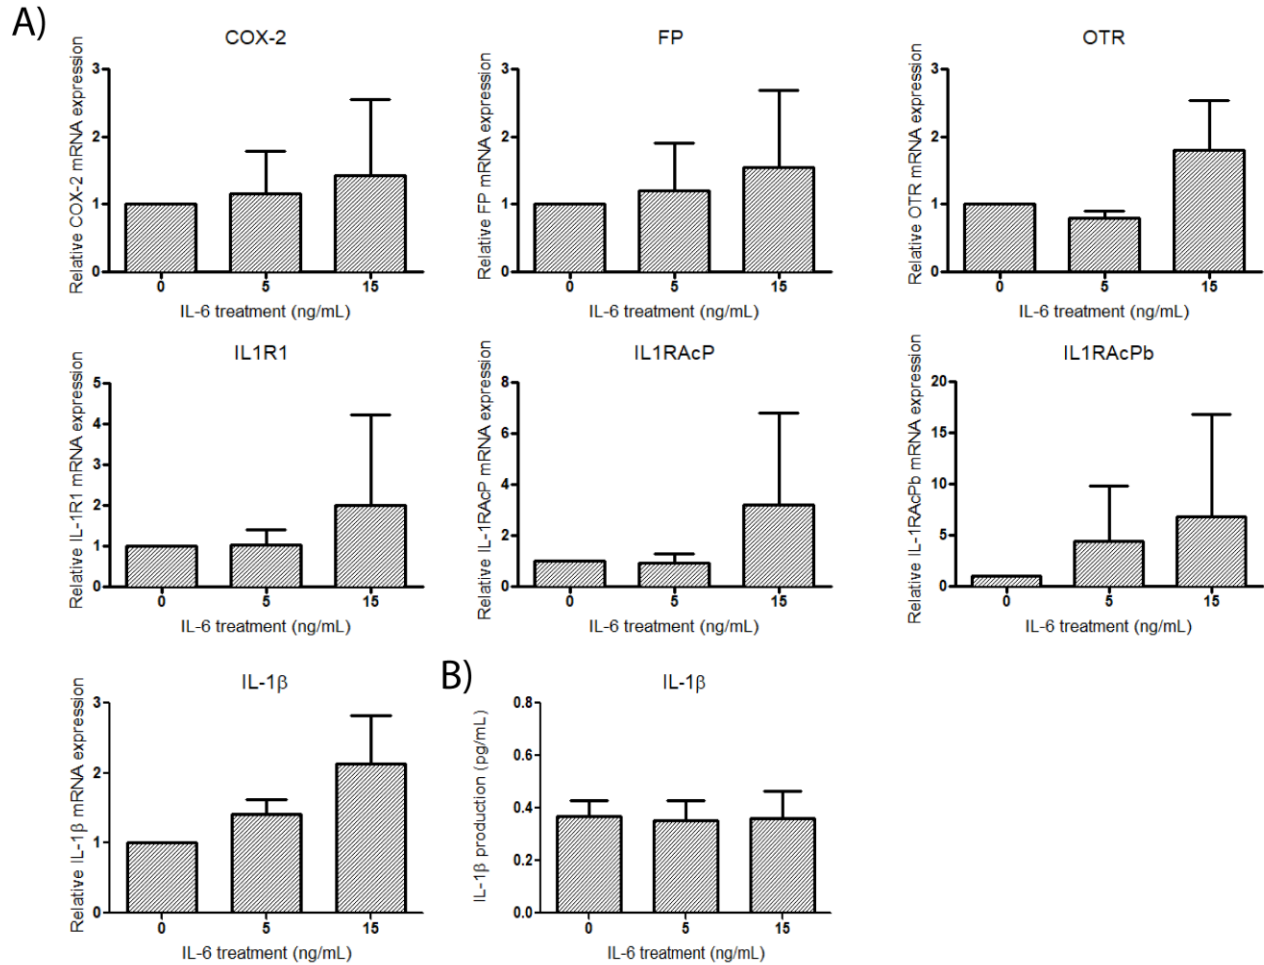 A)
COX-2
Relative COX-2 mRNA expression
3
2
1
0
0 5 15
IL-6 treatment (ng/mL)
FP
Relative FP mRNA expression
3
2
1
0
0 5 15
IL-6 treatment (ng/mL)
OTR
Relative OTR mRNA expression
3
2
1
0
0 5 15
IL-6 treatment (ng/mL)
IL1R1
Relative IL-1R1 mRNA expression
5
4
3
2
1
0
0 5 15
IL-6 treatment (ng/mL)
IL1RAcP
Relative IL-1RAcP mRNA expression
8
6
4
2
0
0 5 15
IL-6 treatment (ng/mL)
IL1RAcPb
Relative IL-1RAcPb mRNA expression
20
15
10
5
0
0 5 15
IL-6 treatment (ng/mL)
IL-1β
Relative IL-1β mRNA expression
3
2
1
0
0 5 15
IL-6 treatment (ng/mL)
B)
IL-1β
IL-1β production (pg/mL)
0.8
0.6
0.4
0.2
0.0
0 5 15
IL-6 treatment (ng/mL)